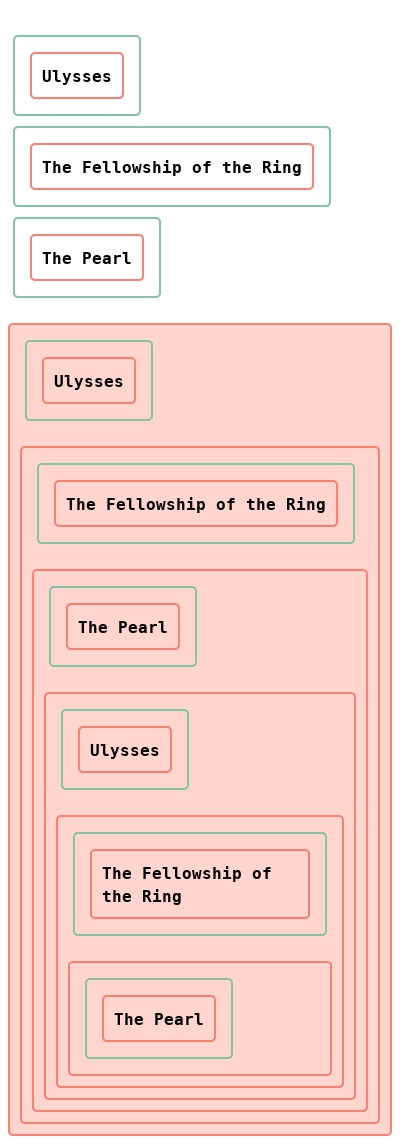 Ulysses
The Fellowship of the Ring
The Pearl
Ulysses
The Fellowship of the Ring
The Pearl
Ulysses
The Fellowship of
the Ring
The Pearl